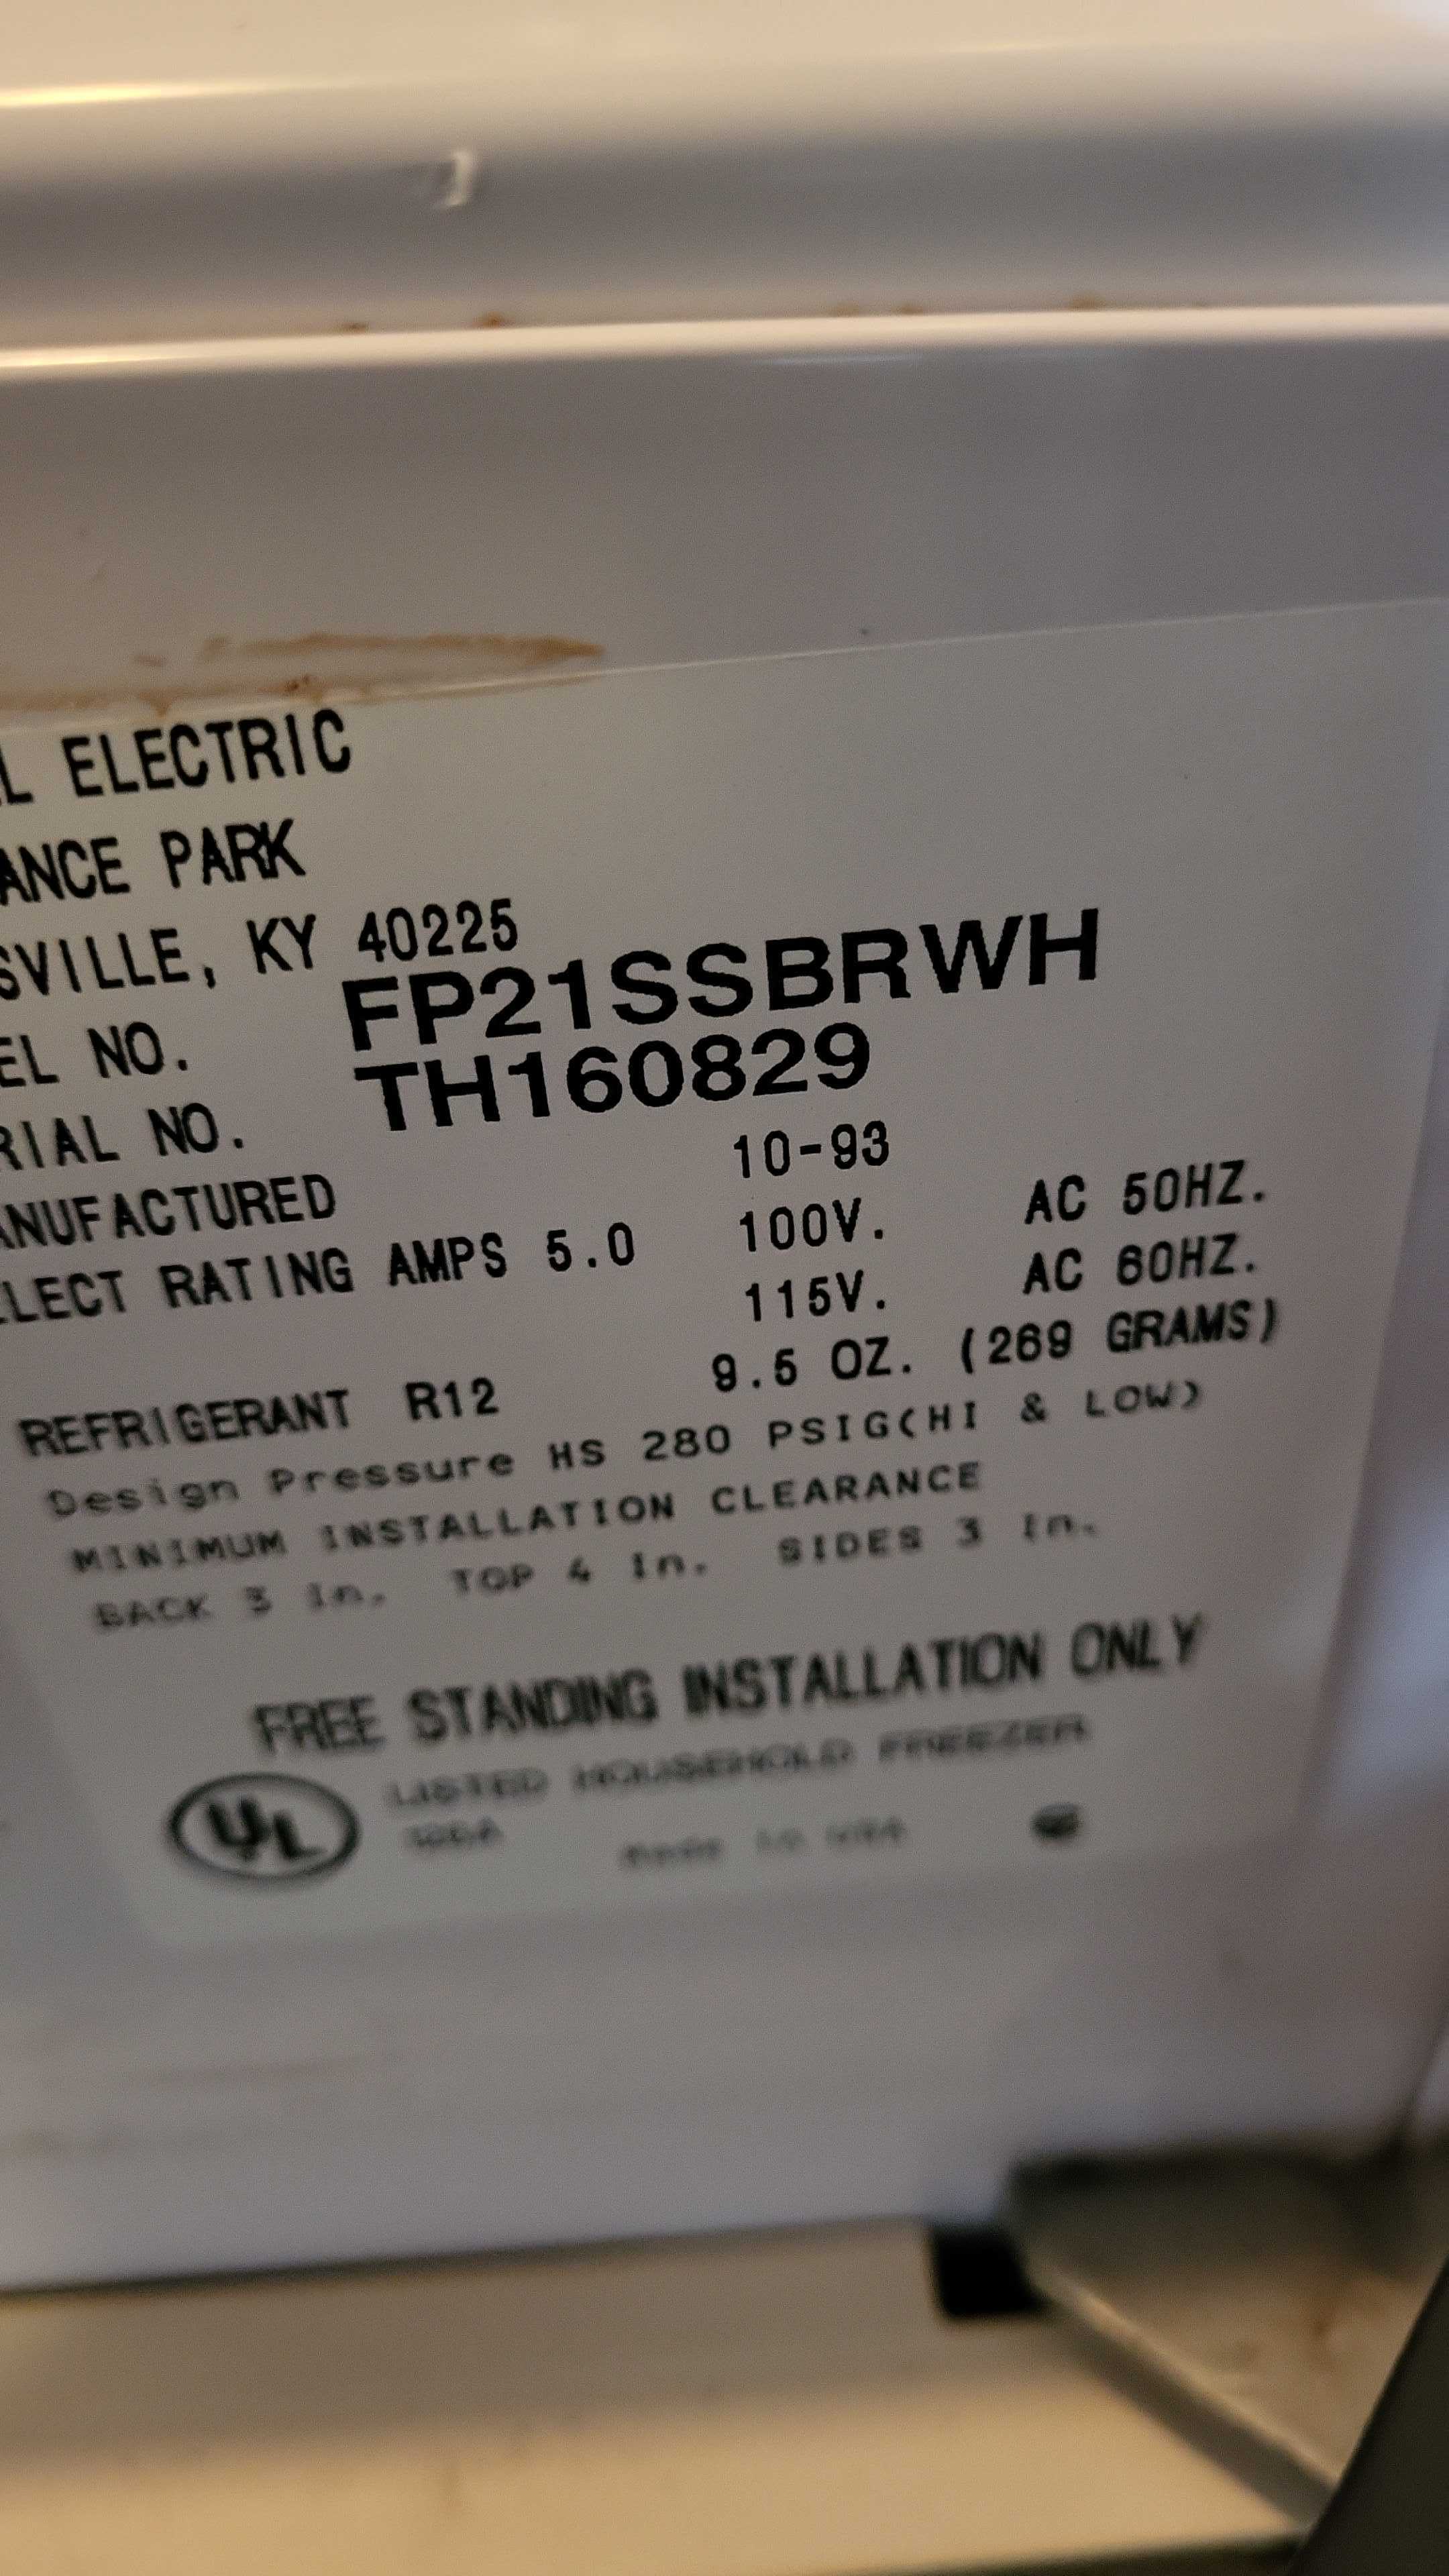 L ELECTRIC
ANCE PARK
SVILLE, KY 40225
EL NO. FP21SSBRWH
RIAL NO. TH160829
ANUFACTURED 10-93
LECT RATING AMPS 5.0 100V. AC 50HZ.
115V. AC 60HZ.
REFRIGERANT R12 9.5 OZ. (269 GRAMS)
Design Pressure HS 280 PSIG(HI & LOW)
MINIMUM INSTALLATION CLEARANCE
BACK 3 In. TOP 4 In. SIDES 3 In.
FREE STANDING INSTALLATION ONLY
UL LISTED HOUSEHOLD FREEZER
Made in USA